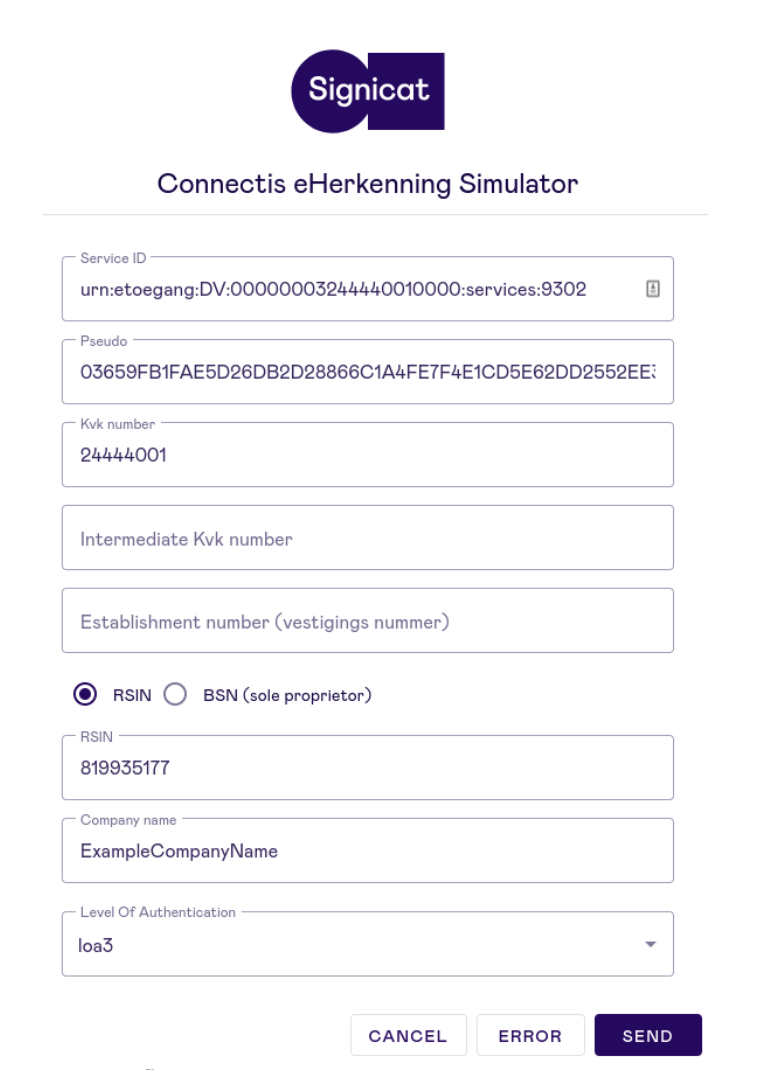 Signicat
Connectis eHerkenning Simulator
Service ID
urn:etoegang:DV:00000003244440010000:services:9302
Pseudo
03659FB1FAE5D26DB2D28866C1A4FE7F4E1CD5E62DD2552EE
Kvk number
24444001
Intermediate Kvk number
Establishment number (vestigings nummer)
RSIN BSN (sole proprietor)
RSIN
819935177
Company name
ExampleCompanyName
Level Of Authentication
loa3
CANCEL ERROR SEND